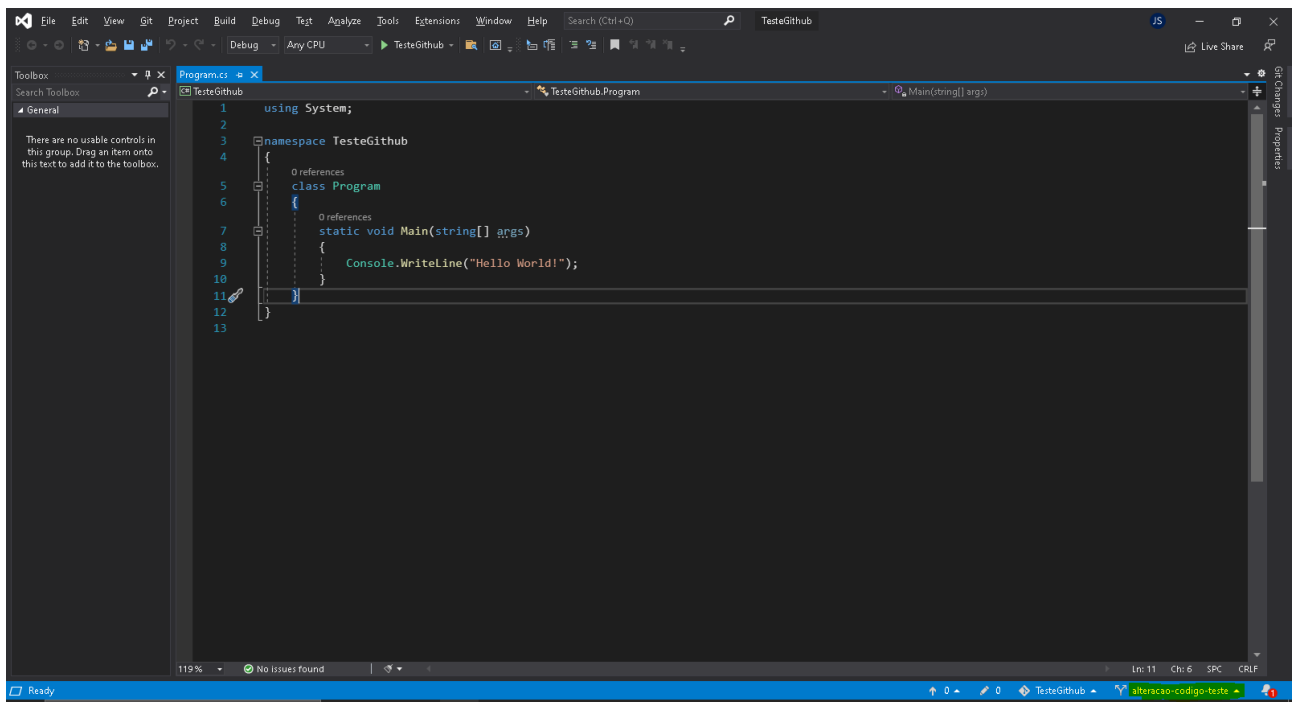 File Edit View Git Project Build Debug Test Analyze Tools Extensions Window Help Search (Ctrl+Q) TesteGithub JS
Debug Any CPU TesteGithub Live Share
Toolbox
Search Toolbox
General
There are no usable controls in
this group. Drag an item onto
this text to add it to the toolbox.
Program.cs
TesteGithub TesteGithub.Program Main(string[] args)
1 using System;
2
3 namespace TesteGithub
4 {
0 references
5 class Program
6 {
0 references
7 static void Main(string[] args)
8 {
9 Console.WriteLine("Hello World!");
10 }
11 }
12 }
13
Git Changes
Properties
119 % No issues found Ln: 11 Ch: 6 SPC CRLF
Ready 0 0 TesteGithub alteracao-codigo-teste 1